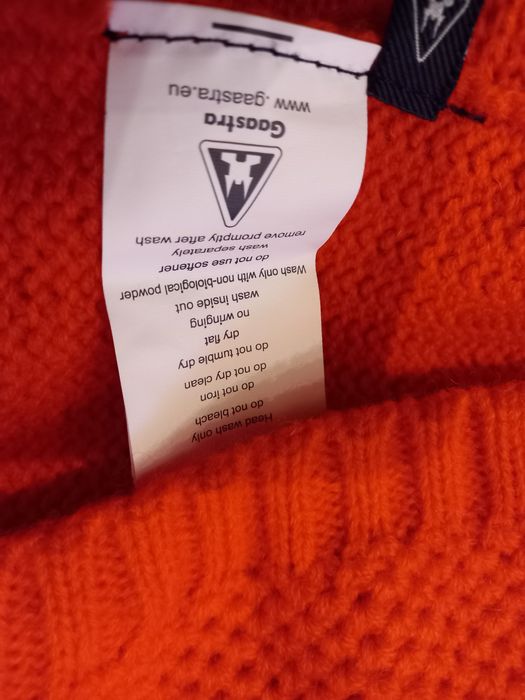 Head wash only
do not bleach
do not iron
do not dry clean
do not tumble dry
dry flat
no wringing
wash inside out
Wash only with non-biological powder
do not use softener
wash separately
remove promptly after wash
Gaastra
www.gaastra.eu